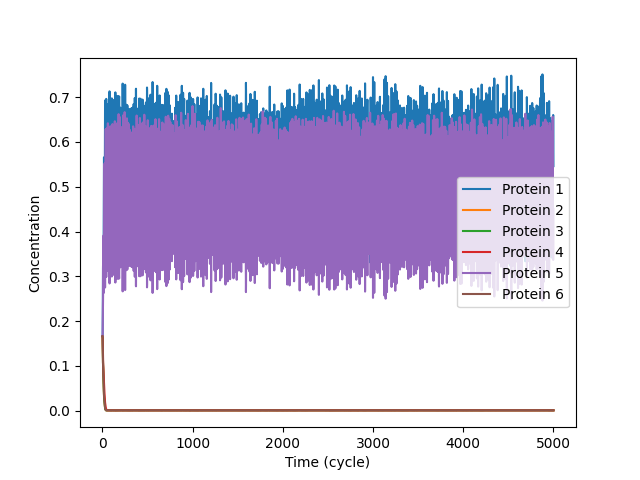 0.7
0.6
0.5
0.4
0.3
0.2
0.1
0.0
Concentration
Protein 1
Protein 2
Protein 3
Protein 4
Protein 5
Protein 6
0 1000 2000 3000 4000 5000
Time (cycle)